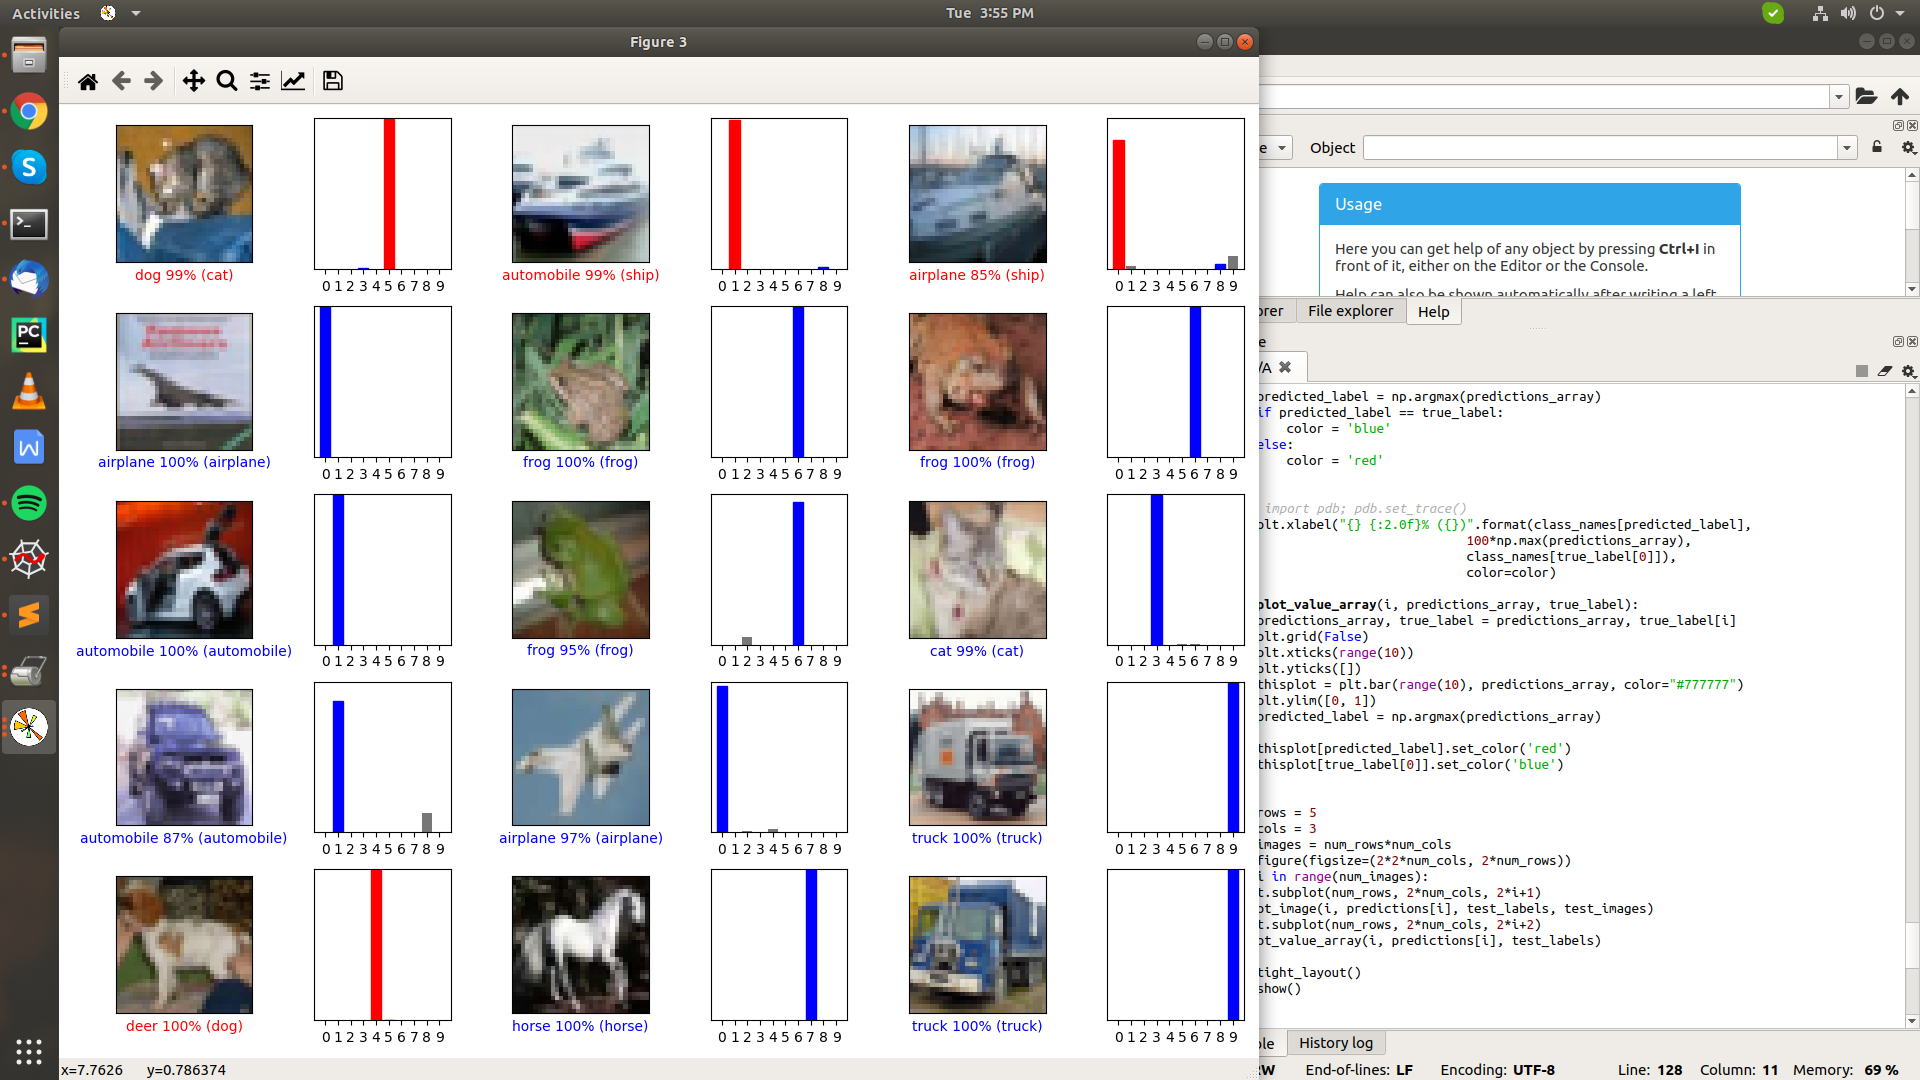 Activities
Tue 3:55 PM
Figure 3
dog 99% (cat)
0 1 2 3 4 5 6 7 8 9
automobile 99% (ship)
0 1 2 3 4 5 6 7 8 9
airplane 85% (ship)
0 1 2 3 4 5 6 7 8 9
airplane 100% (airplane)
0 1 2 3 4 5 6 7 8 9
frog 100% (frog)
0 1 2 3 4 5 6 7 8 9
frog 100% (frog)
0 1 2 3 4 5 6 7 8 9
automobile 100% (automobile)
0 1 2 3 4 5 6 7 8 9
frog 95% (frog)
0 1 2 3 4 5 6 7 8 9
cat 99% (cat)
0 1 2 3 4 5 6 7 8 9
automobile 87% (automobile)
0 1 2 3 4 5 6 7 8 9
airplane 97% (airplane)
0 1 2 3 4 5 6 7 8 9
truck 100% (truck)
0 1 2 3 4 5 6 7 8 9
deer 100% (dog)
0 1 2 3 4 5 6 7 8 9
horse 100% (horse)
0 1 2 3 4 5 6 7 8 9
truck 100% (truck)
0 1 2 3 4 5 6 7 8 9
x=7.7626 y=0.786374
e Object
Usage
Here you can get help of any object by pressing Ctrl+I in
front of it, either on the Editor or the Console.
Help can also be shown automatically after writing a left
orer File explorer Help
e
/A
predicted_label = np.argmax(predictions_array)
if predicted_label == true_label:
color = 'blue'
else:
color = 'red'
import pdb; pdb.set_trace()
plt.xlabel("{} {:2.0f}% ({})".format(class_names[predicted_label],
100*np.max(predictions_array),
class_names[true_label[0]]),
color=color)
plot_value_array(i, predictions_array, true_label):
predictions_array, true_label = predictions_array, true_label[i]
plt.grid(False)
plt.xticks(range(10))
plt.yticks([])
thisplot = plt.bar(range(10), predictions_array, color="#777777")
plt.ylim([0, 1])
predicted_label = np.argmax(predictions_array)
thisplot[predicted_label].set_color('red')
thisplot[true_label[0]].set_color('blue')
rows = 5
cols = 3
images = num_rows*num_cols
figure(figsize=(2*2*num_cols, 2*num_rows))
i in range(num_images):
t.subplot(num_rows, 2*num_cols, 2*i+1)
ot_image(i, predictions[i], test_labels, test_images)
t.subplot(num_rows, 2*num_cols, 2*i+2)
ot_value_array(i, predictions[i], test_labels)
tight_layout()
show()
ole History log
RW End-of-lines: LF Encoding: UTF-8 Line: 128 Column: 11 Memory: 69 %
PC
W